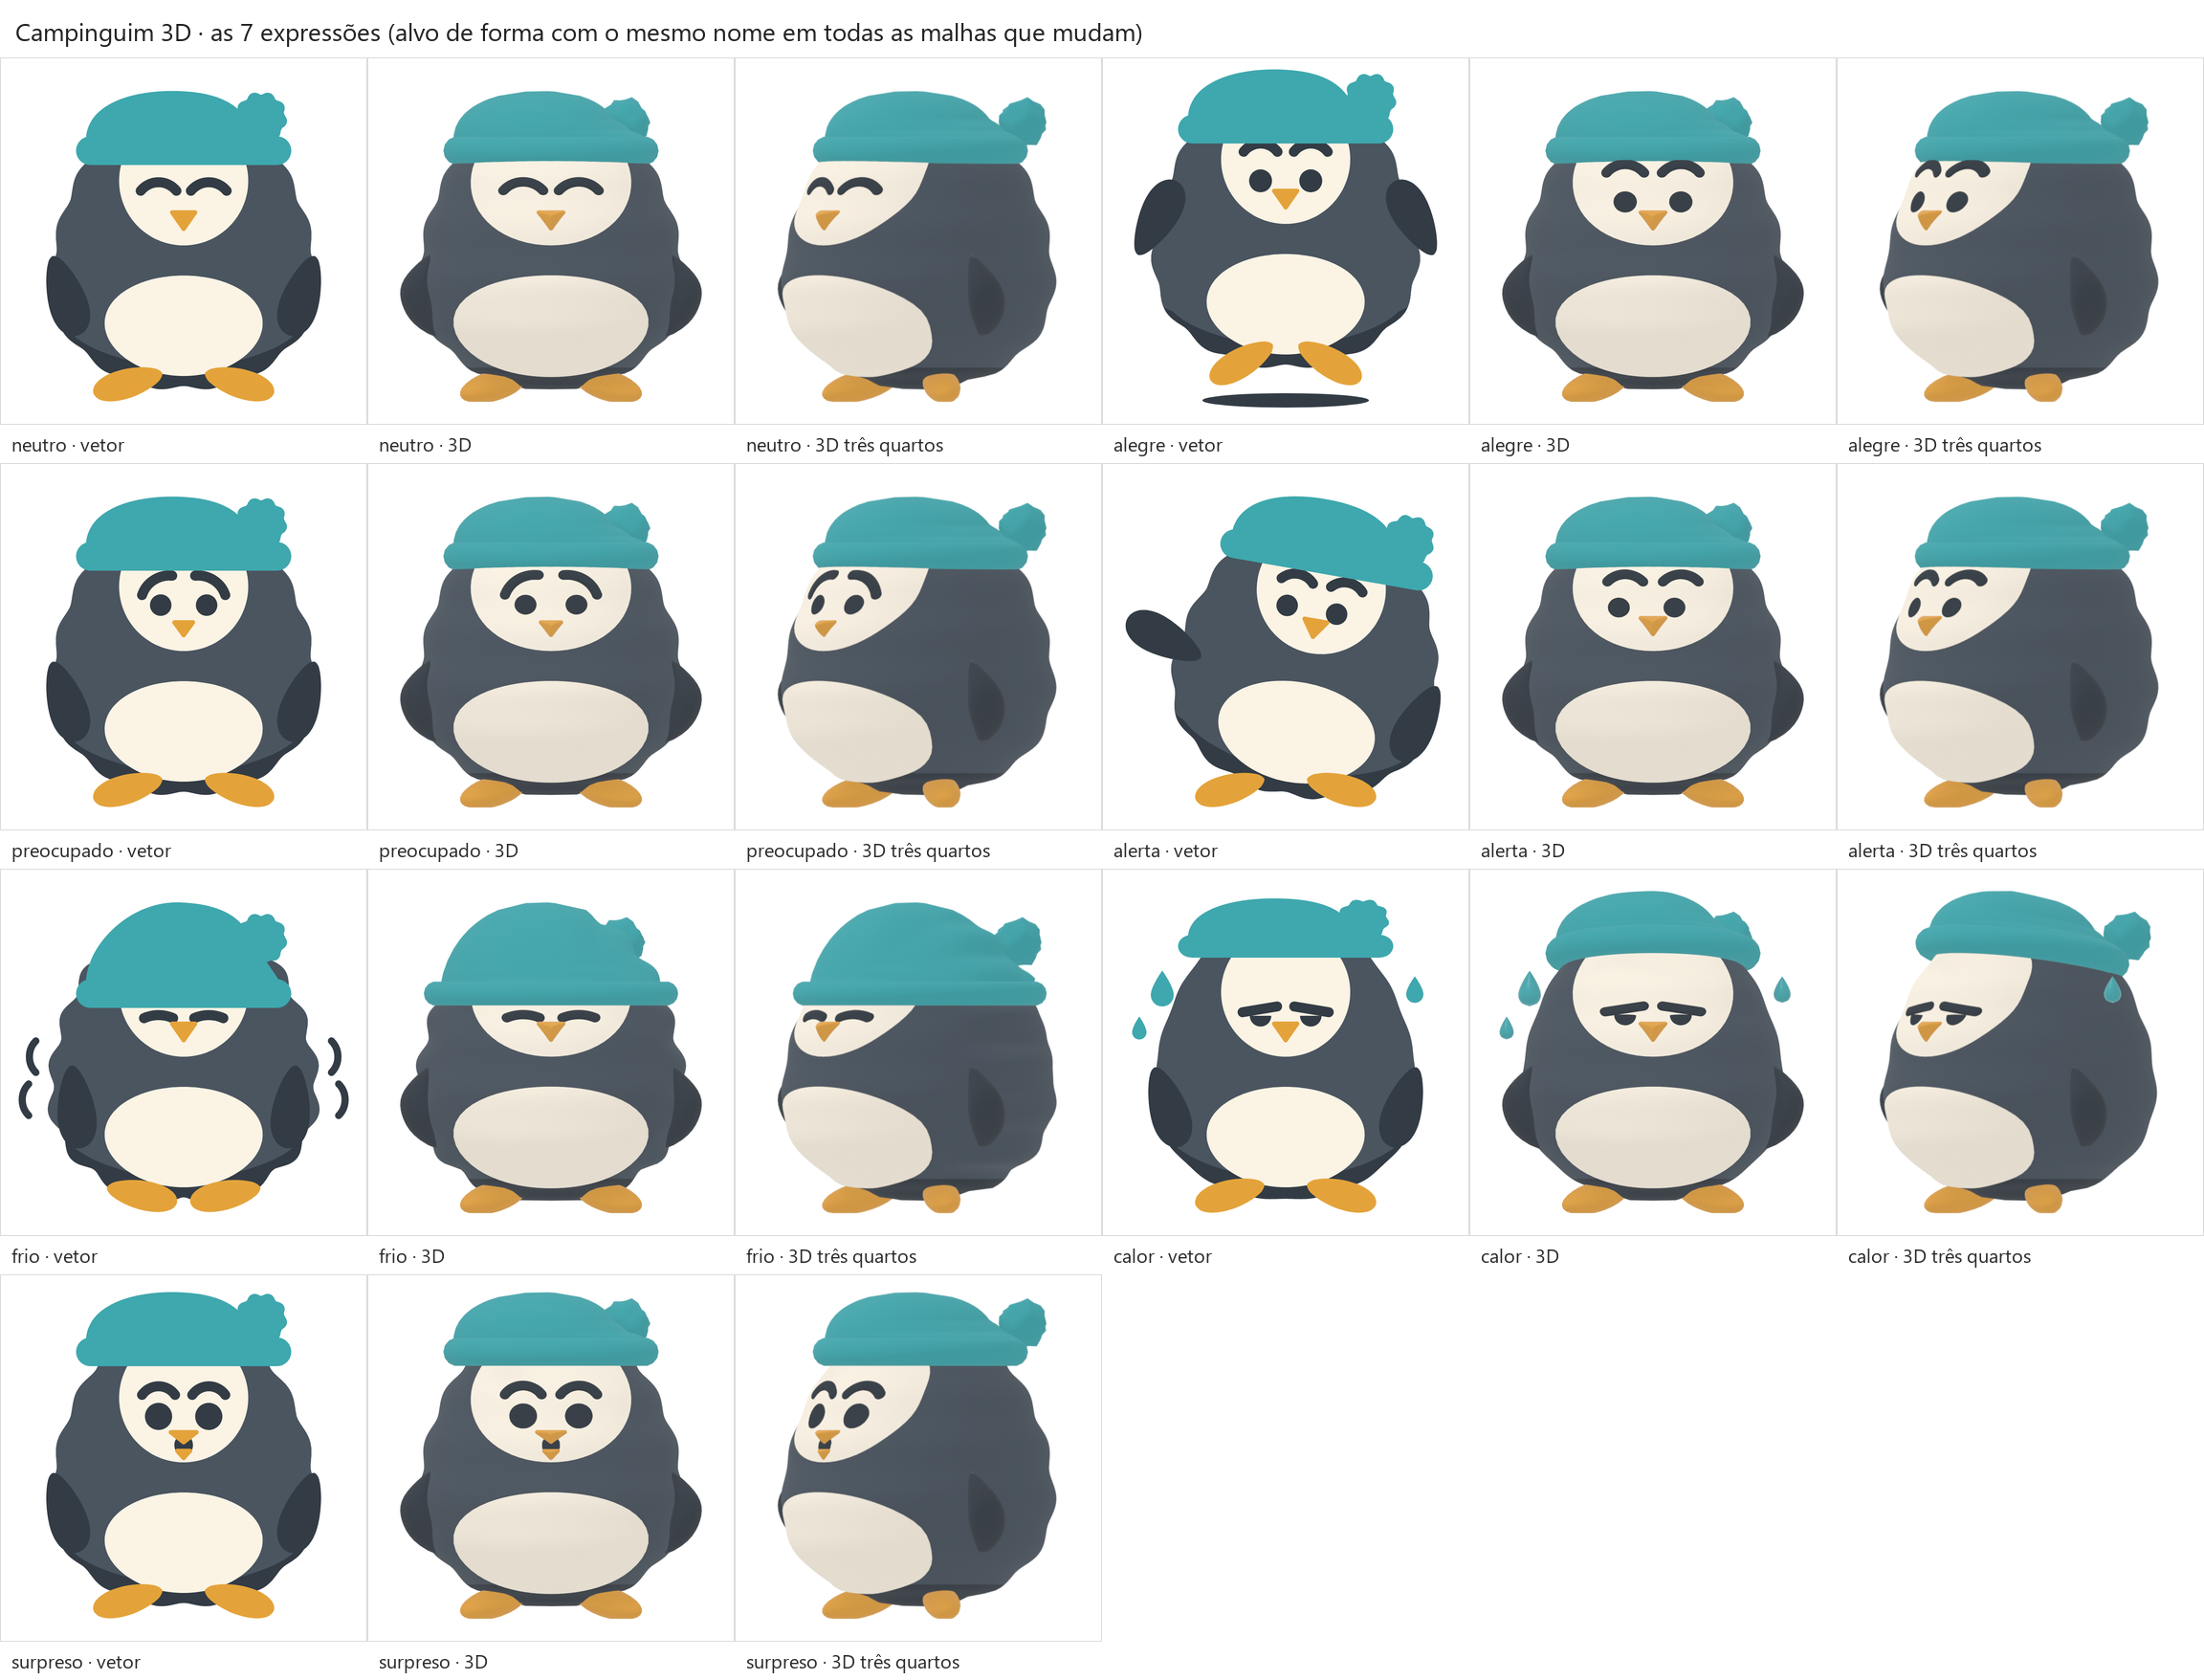 Campinguim 3D · as 7 expressões (alvo de forma com o mesmo nome em todas as malhas que mudam)
neutro · vetor
neutro · 3D
neutro · 3D três quartos
alegre · vetor
alegre · 3D
alegre · 3D três quartos
preocupado · vetor
preocupado · 3D
preocupado · 3D três quartos
alerta · vetor
alerta · 3D
alerta · 3D três quartos
frio · vetor
frio · 3D
frio · 3D três quartos
calor · vetor
calor · 3D
calor · 3D três quartos
surpreso · vetor
surpreso · 3D
surpreso · 3D três quartos